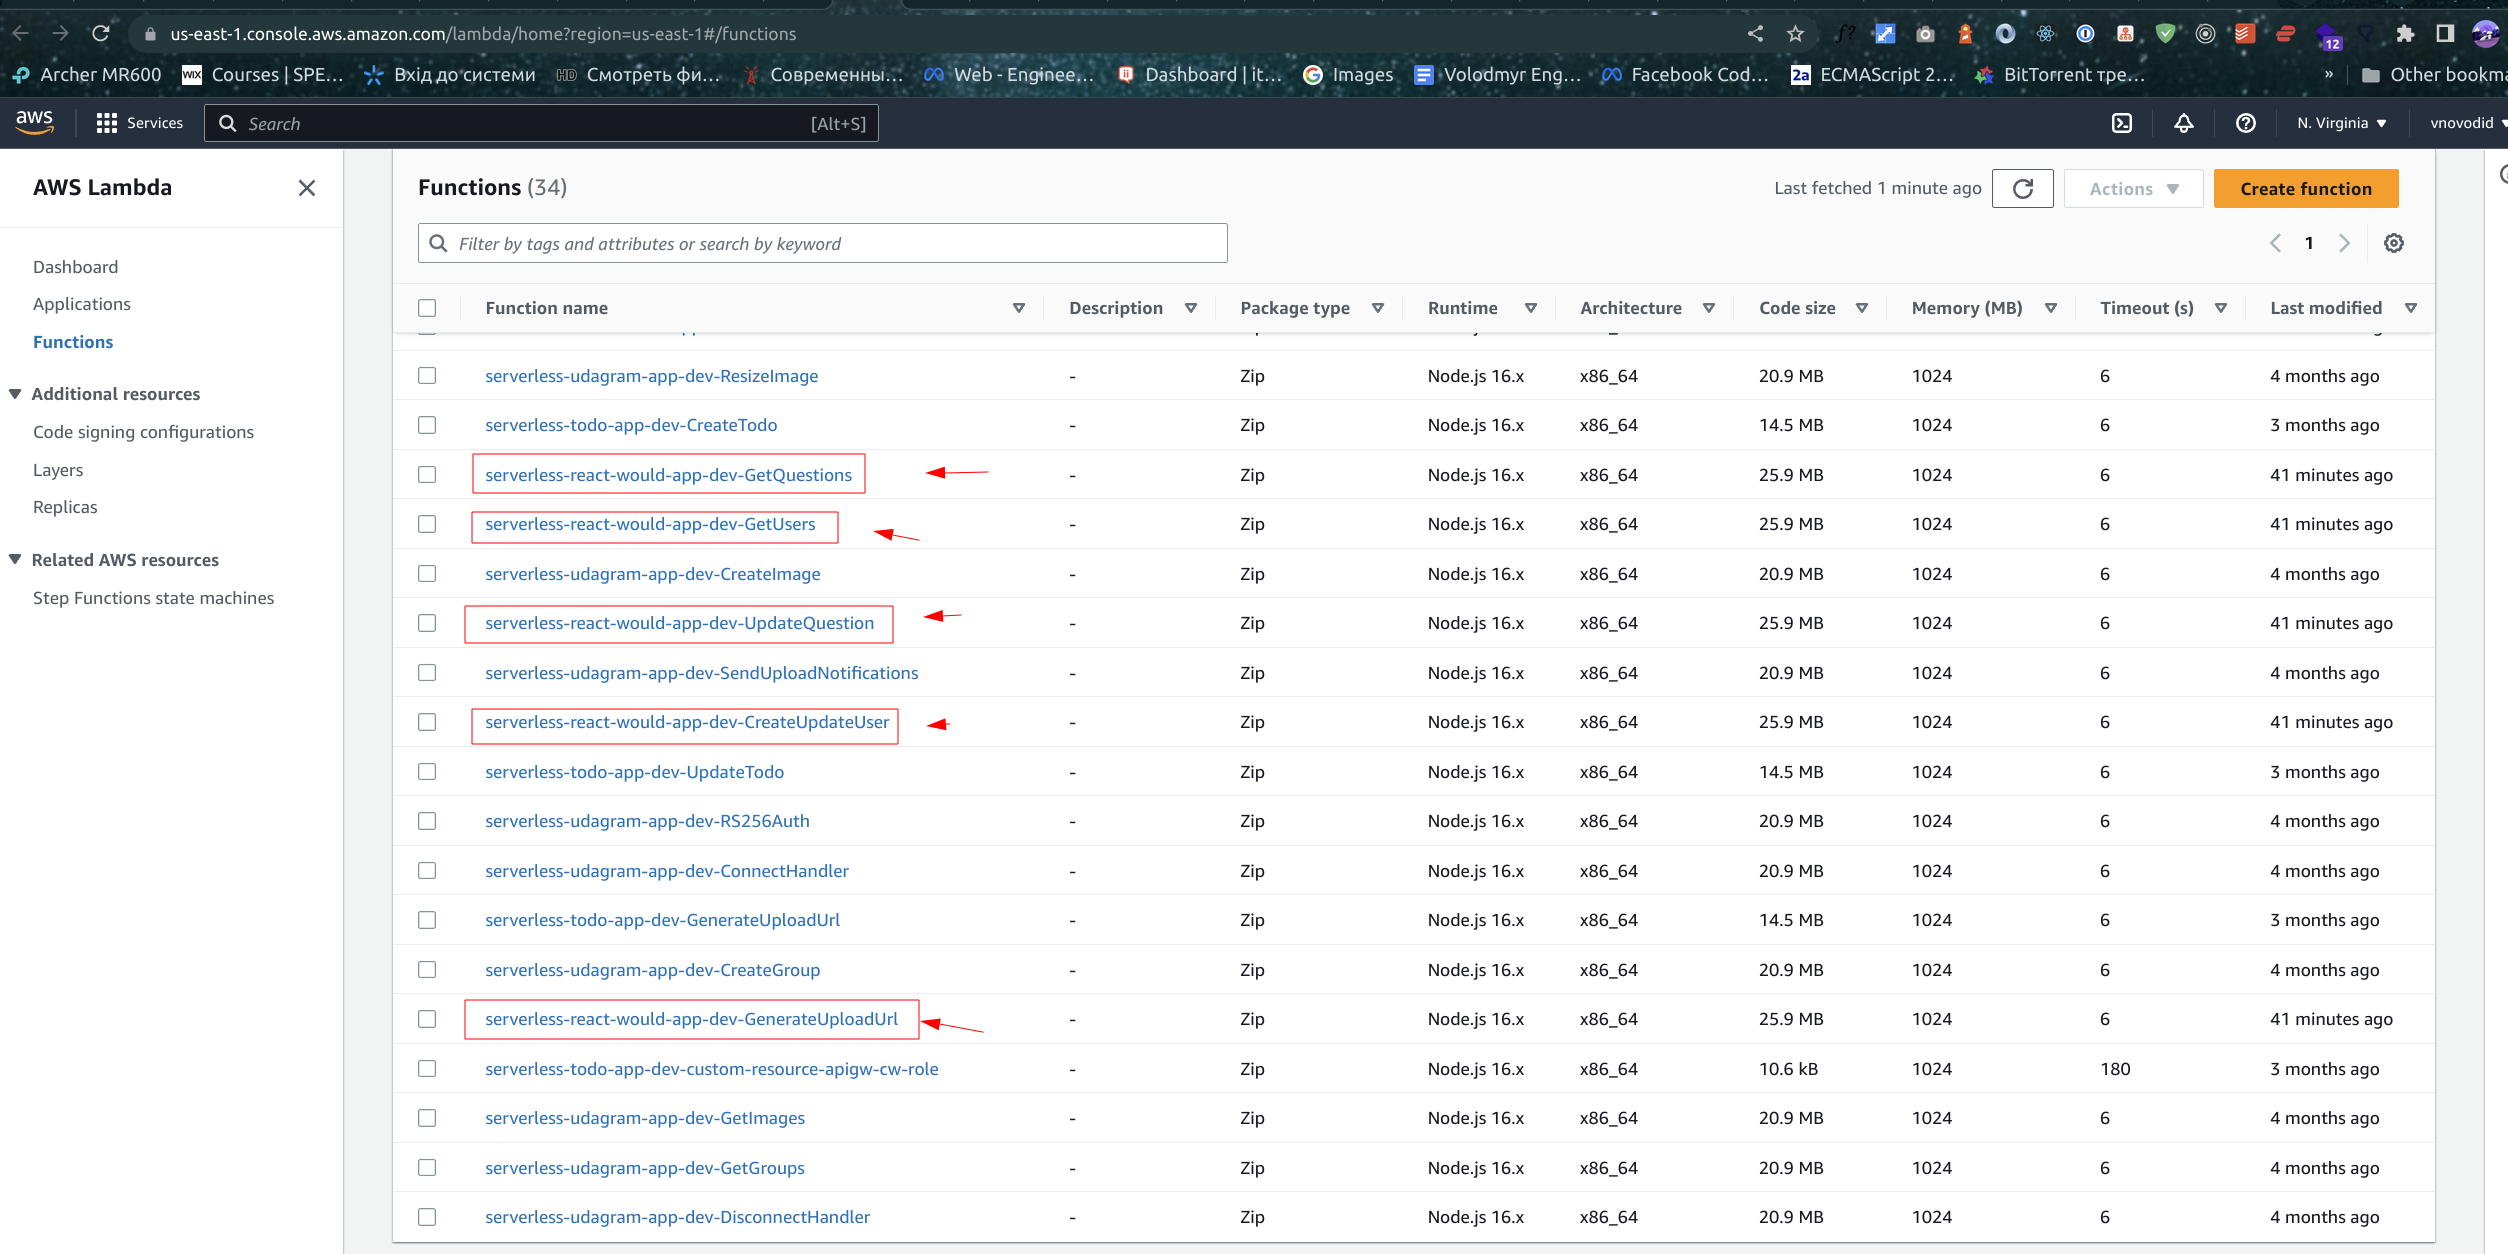 us-east-1.console.aws.amazon.com/lambda/home?region=us-east-1#/functions
f?
12
Archer MR600
WIX Courses | SPE...
Вхід до системи
HD Смотреть фи...
Современны...
Web - Enginee...
Dashboard | it...
Images
Volodmyr Eng...
Facebook Cod...
2a ECMAScript 2...
BitTorrent тре...
»
Other bookma
aws
Services
Search
[Alt+S]
N. Virginia
vnovodid
AWS Lambda
Dashboard
Applications
Functions
Additional resources
Code signing configurations
Layers
Replicas
Related AWS resources
Step Functions state machines
Functions (34)
Last fetched 1 minute ago
Actions
Create function
Filter by tags and attributes or search by keyword
1
Function name Description Package type Runtime Architecture Code size Memory (MB) Timeout (s) Last modified
serverless-udagram-app-dev-ResizeImage - Zip Node.js 16.x x86_64 20.9 MB 1024 6 4 months ago
serverless-todo-app-dev-CreateTodo - Zip Node.js 16.x x86_64 14.5 MB 1024 6 3 months ago
serverless-react-would-app-dev-GetQuestions - Zip Node.js 16.x x86_64 25.9 MB 1024 6 41 minutes ago
serverless-react-would-app-dev-GetUsers - Zip Node.js 16.x x86_64 25.9 MB 1024 6 41 minutes ago
serverless-udagram-app-dev-CreateImage - Zip Node.js 16.x x86_64 20.9 MB 1024 6 4 months ago
serverless-react-would-app-dev-UpdateQuestion - Zip Node.js 16.x x86_64 25.9 MB 1024 6 41 minutes ago
serverless-udagram-app-dev-SendUploadNotifications - Zip Node.js 16.x x86_64 20.9 MB 1024 6 4 months ago
serverless-react-would-app-dev-CreateUpdateUser - Zip Node.js 16.x x86_64 25.9 MB 1024 6 41 minutes ago
serverless-todo-app-dev-UpdateTodo - Zip Node.js 16.x x86_64 14.5 MB 1024 6 3 months ago
serverless-udagram-app-dev-RS256Auth - Zip Node.js 16.x x86_64 20.9 MB 1024 6 4 months ago
serverless-udagram-app-dev-ConnectHandler - Zip Node.js 16.x x86_64 20.9 MB 1024 6 4 months ago
serverless-todo-app-dev-GenerateUploadUrl - Zip Node.js 16.x x86_64 14.5 MB 1024 6 3 months ago
serverless-udagram-app-dev-CreateGroup - Zip Node.js 16.x x86_64 20.9 MB 1024 6 4 months ago
serverless-react-would-app-dev-GenerateUploadUrl - Zip Node.js 16.x x86_64 25.9 MB 1024 6 41 minutes ago
serverless-todo-app-dev-custom-resource-apigw-cw-role - Zip Node.js 16.x x86_64 10.6 kB 1024 180 3 months ago
serverless-udagram-app-dev-GetImages - Zip Node.js 16.x x86_64 20.9 MB 1024 6 4 months ago
serverless-udagram-app-dev-GetGroups - Zip Node.js 16.x x86_64 20.9 MB 1024 6 4 months ago
serverless-udagram-app-dev-DisconnectHandler - Zip Node.js 16.x x86_64 20.9 MB 1024 6 4 months ago